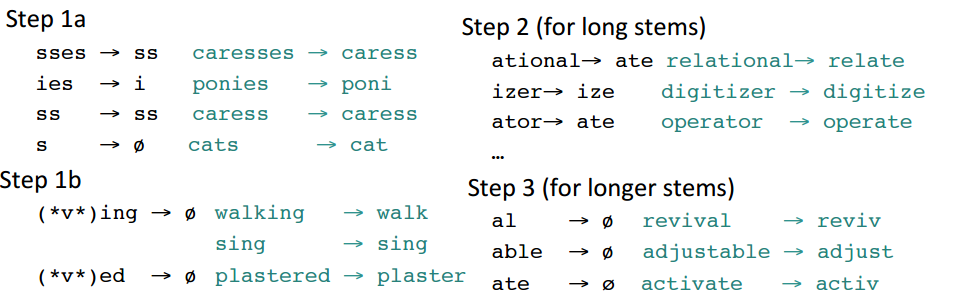 Step 1a
sses → ss caresses → caress
ies → i ponies → poni
ss → ss caress → caress
s → ø cats → cat
Step 1b
(*v*)ing → ø walking → walk
sing → sing
(*v*)ed → ø plastered → plaster
Step 2 (for long stems)
ational→ ate relational→ relate
izer→ ize digitizer → digitize
ator→ ate operator → operate
…
Step 3 (for longer stems)
al → ø revival → reviv
able → ø adjustable → adjust
ate → ø activate → activ